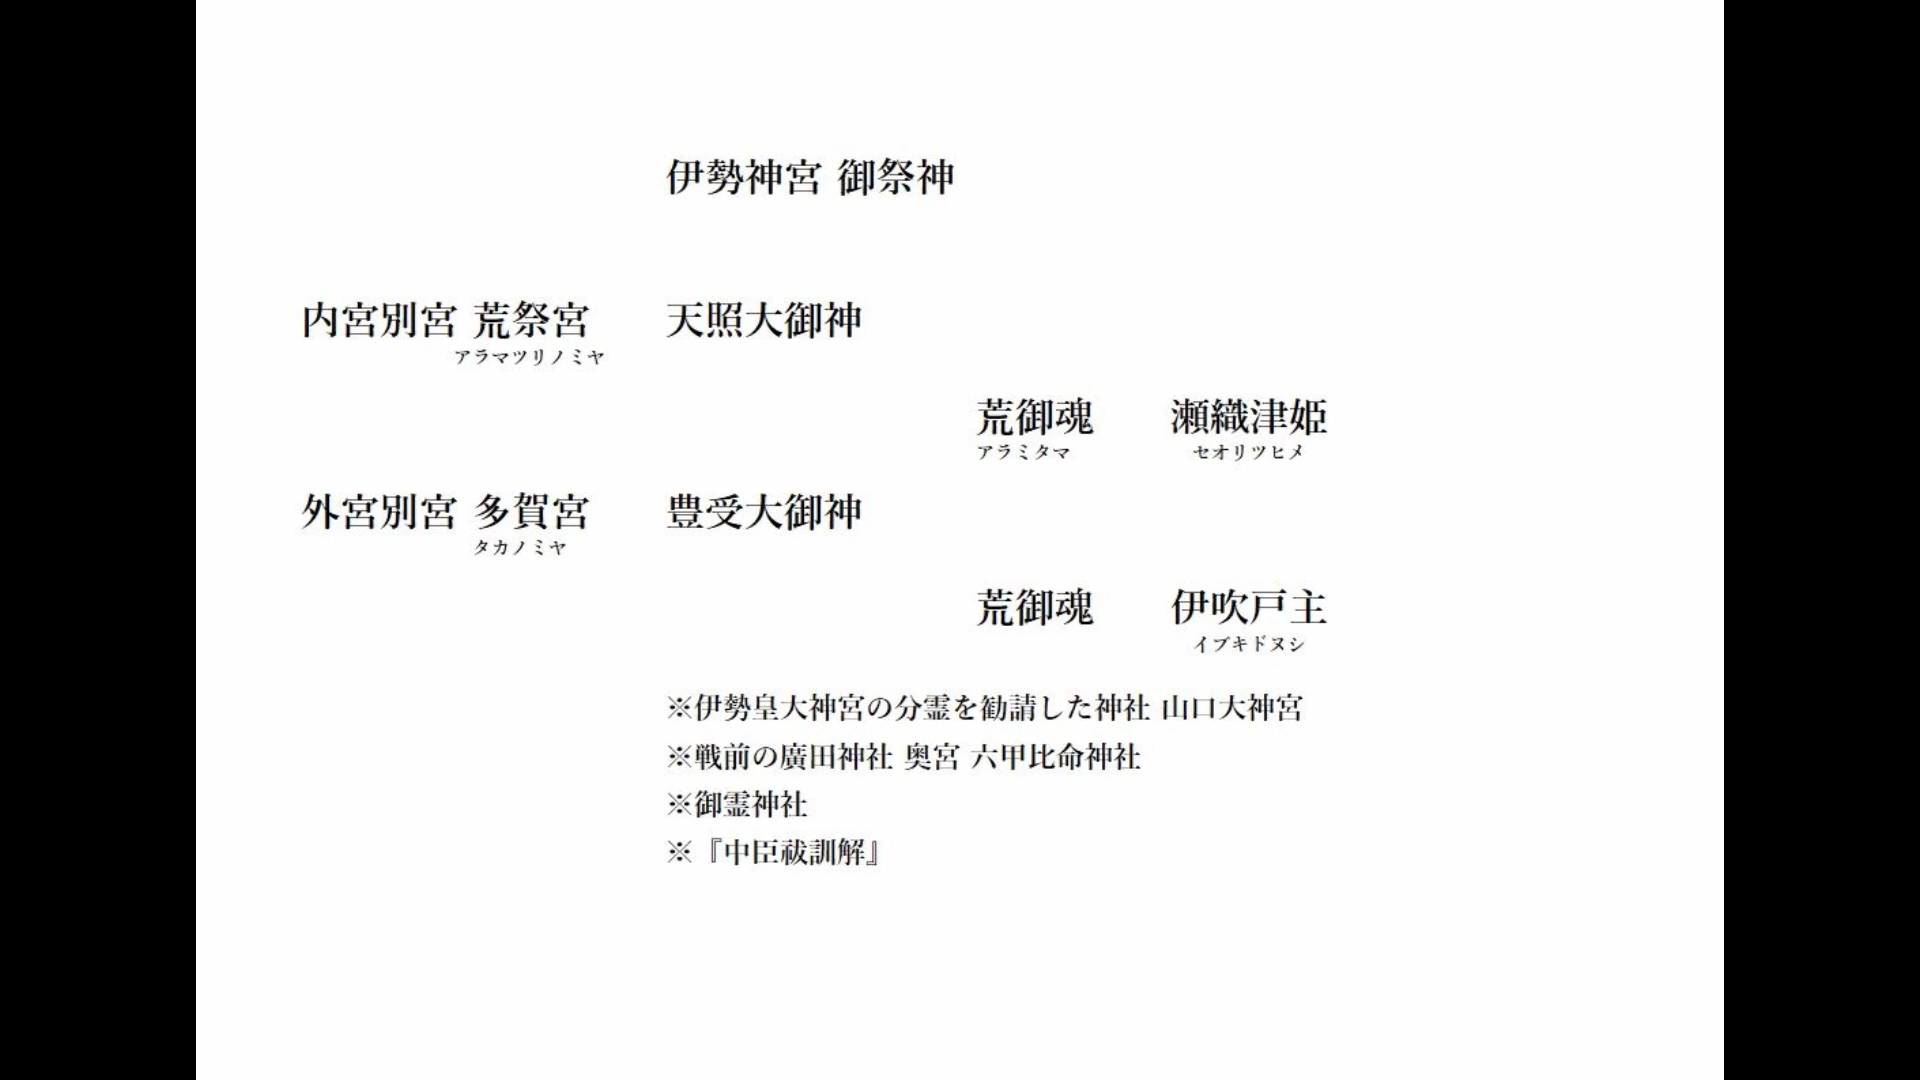 伊勢神宮 御祭神
内宮別宮 荒祭宮 天照大御神
アラマツリノミヤ
荒御魂 瀬織津姫
アラミタマ セオリツヒメ
外宮別宮 多賀宮 豊受大御神
タカノミヤ
荒御魂 伊吹戸主
イブキドヌシ
※伊勢皇大神宮の分霊を勧請した神社 山口大神宮
※戦前の廣田神社 奥宮 六甲比命神社
※御霊神社
※『中臣祓訓解』